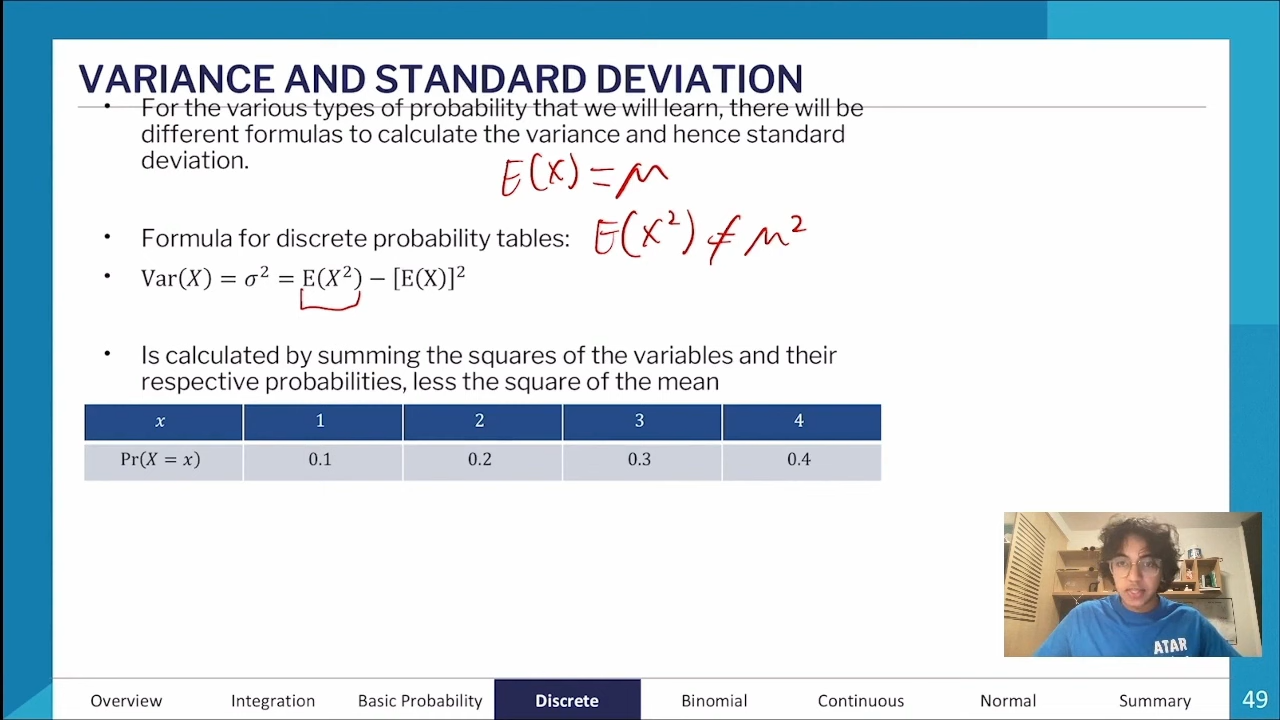 VARIANCE AND STANDARD DEVIATION
• For the various types of probability that we will learn, there will be
different formulas to calculate the variance and hence standard
deviation.
E(X) = μ
• Formula for discrete probability tables:
E(X²) ≠ μ²
• Var(X) = σ² = E(X²) − [E(X)]²
• Is calculated by summing the squares of the variables and their
respective probabilities, less the square of the mean
x 1 2 3 4
Pr(X = x) 0.1 0.2 0.3 0.4
ATAR
Overview Integration Basic Probability Discrete Binomial Continuous Normal Summary 49